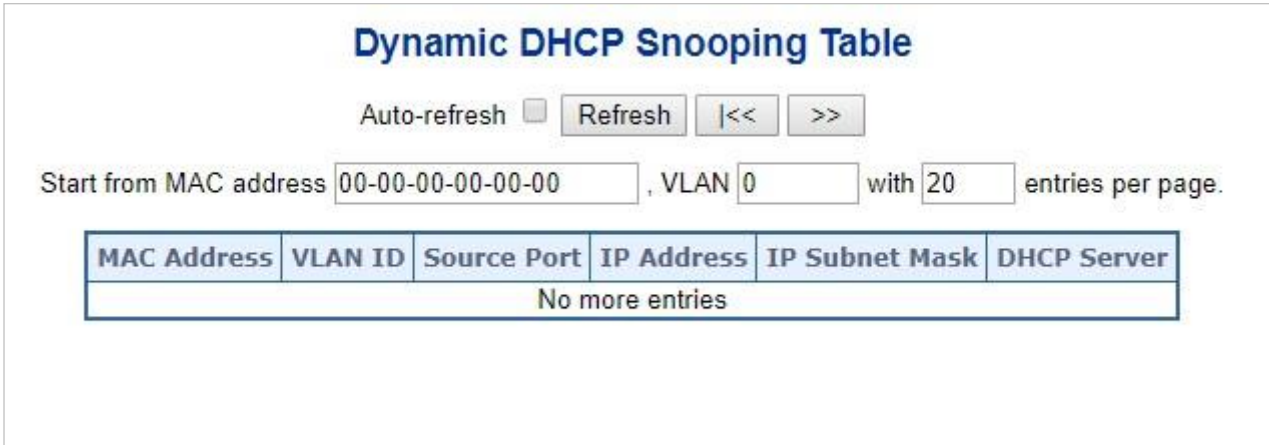 Dynamic DHCP Snooping Table
Auto-refresh Refresh |<< >>
Start from MAC address 00-00-00-00-00-00 , VLAN 0 with 20 entries per page.
MAC Address VLAN ID Source Port IP Address IP Subnet Mask DHCP Server
No more entries